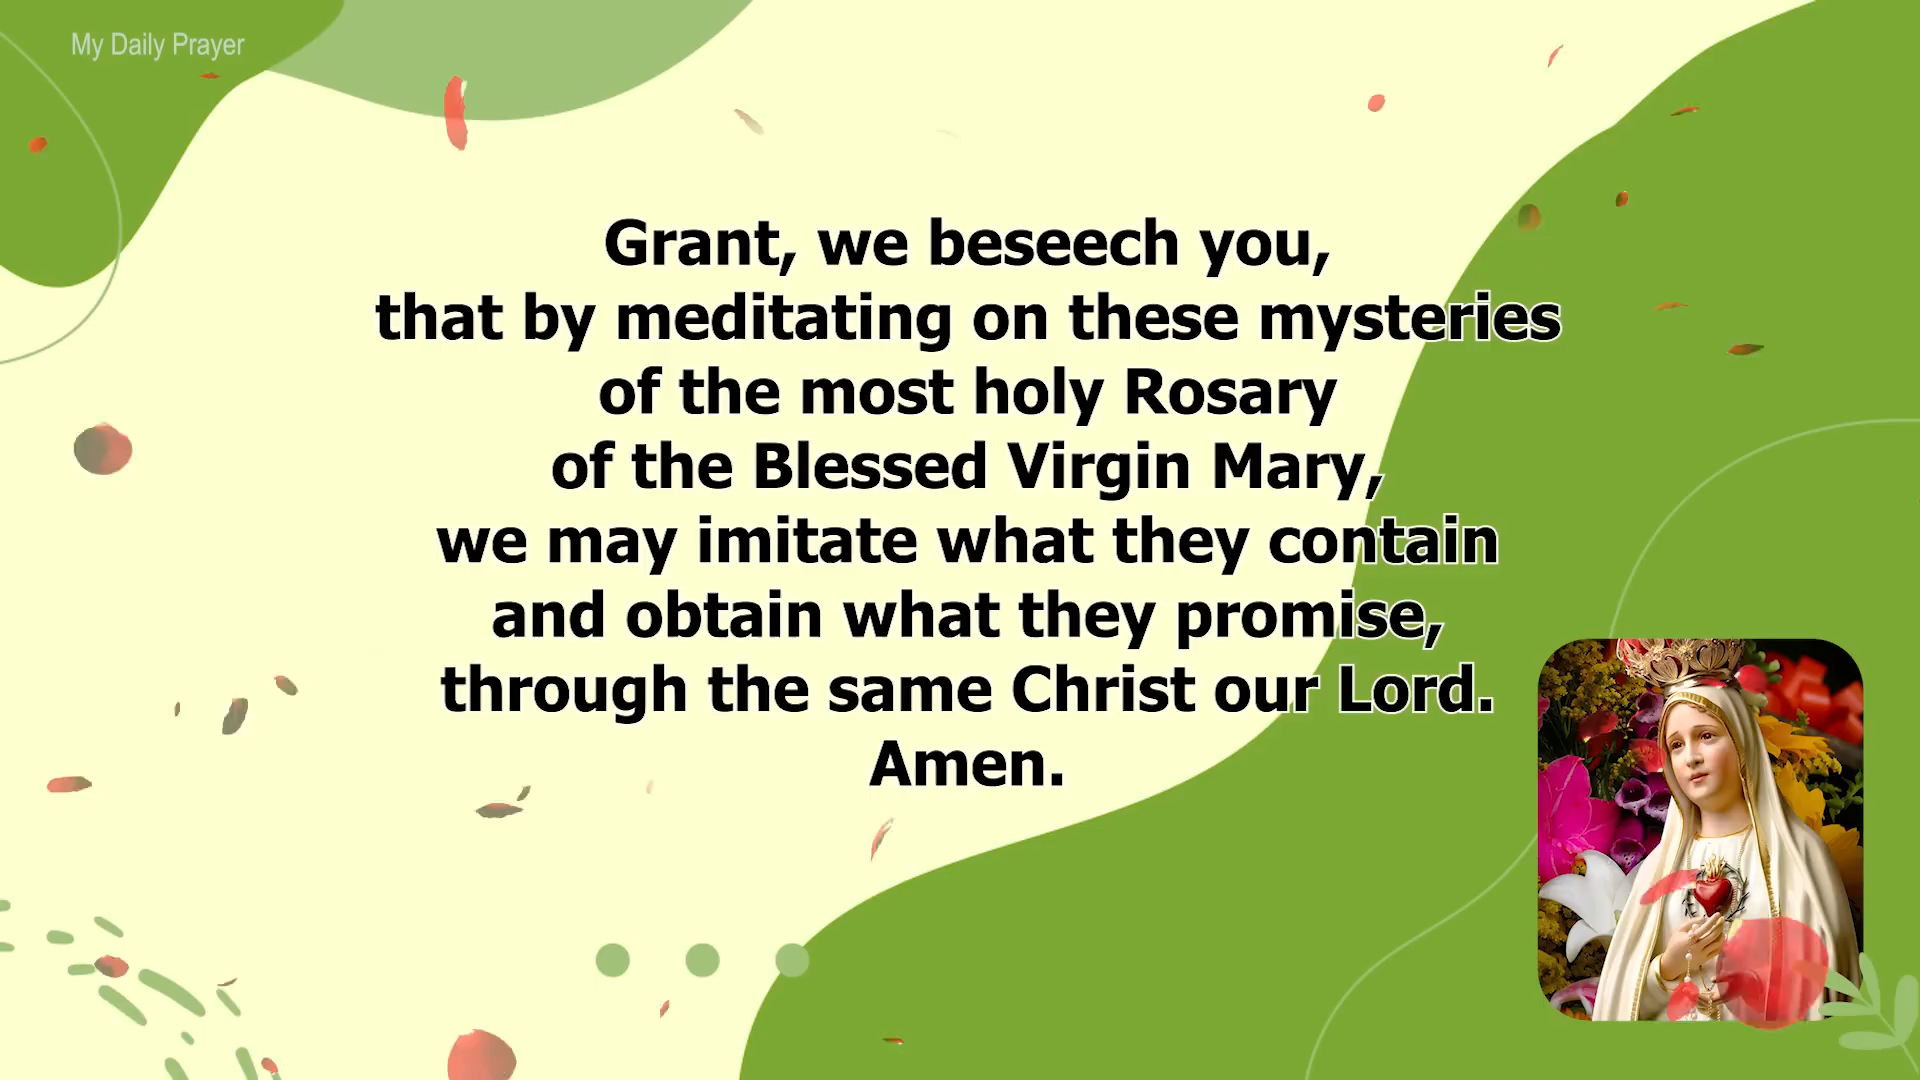 My Daily Prayer
Grant, we beseech you,
that by meditating on these mysteries
of the most holy Rosary
of the Blessed Virgin Mary,
we may imitate what they contain
and obtain what they promise,
through the same Christ our Lord.
Amen.